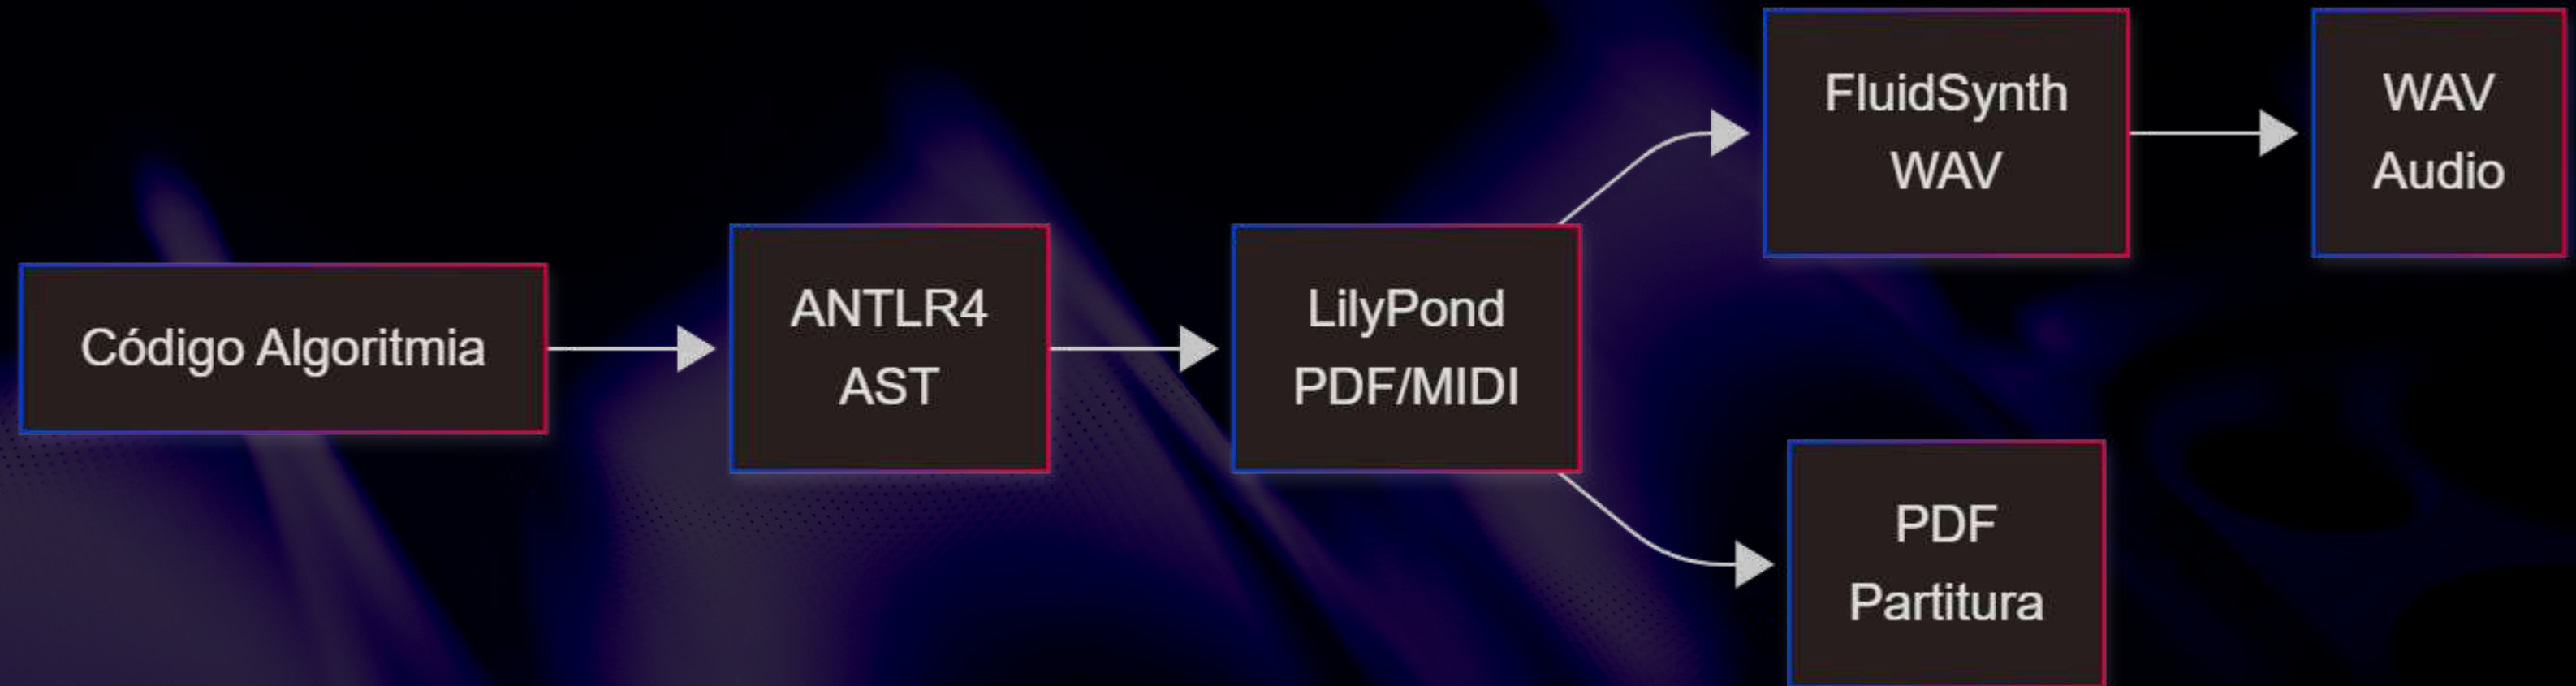 Código Algoritmia
ANTLR4
AST
LilyPond
PDF/MIDI
FluidSynth
WAV
WAV
Audio
PDF
Partitura